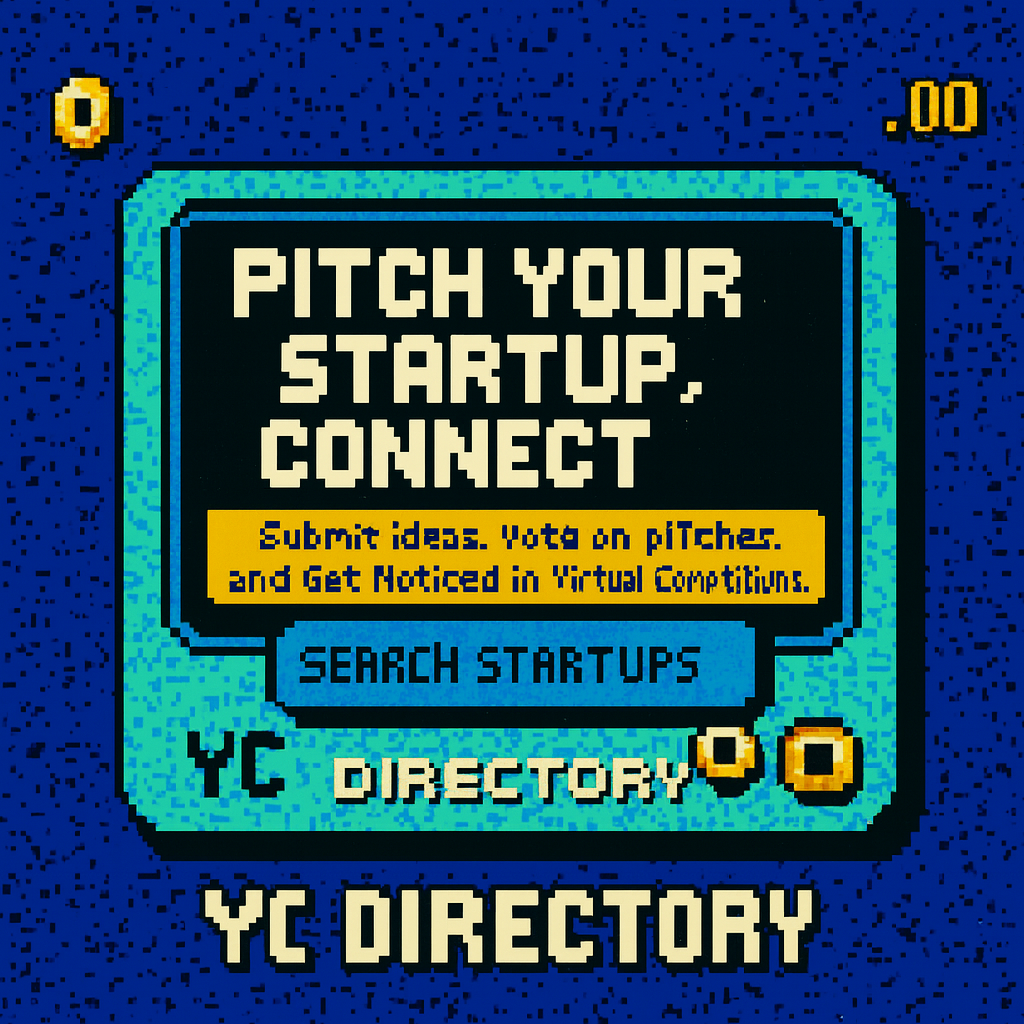 0
.00
PITCH YOUR
STARTUP,
CONNECT
Submit ideas. Vota on piTches.
and Get Noticed in Virtual Comptitiuns.
SEARCH STARTUPS
YC DIRECTORY
YC DIRECTORY